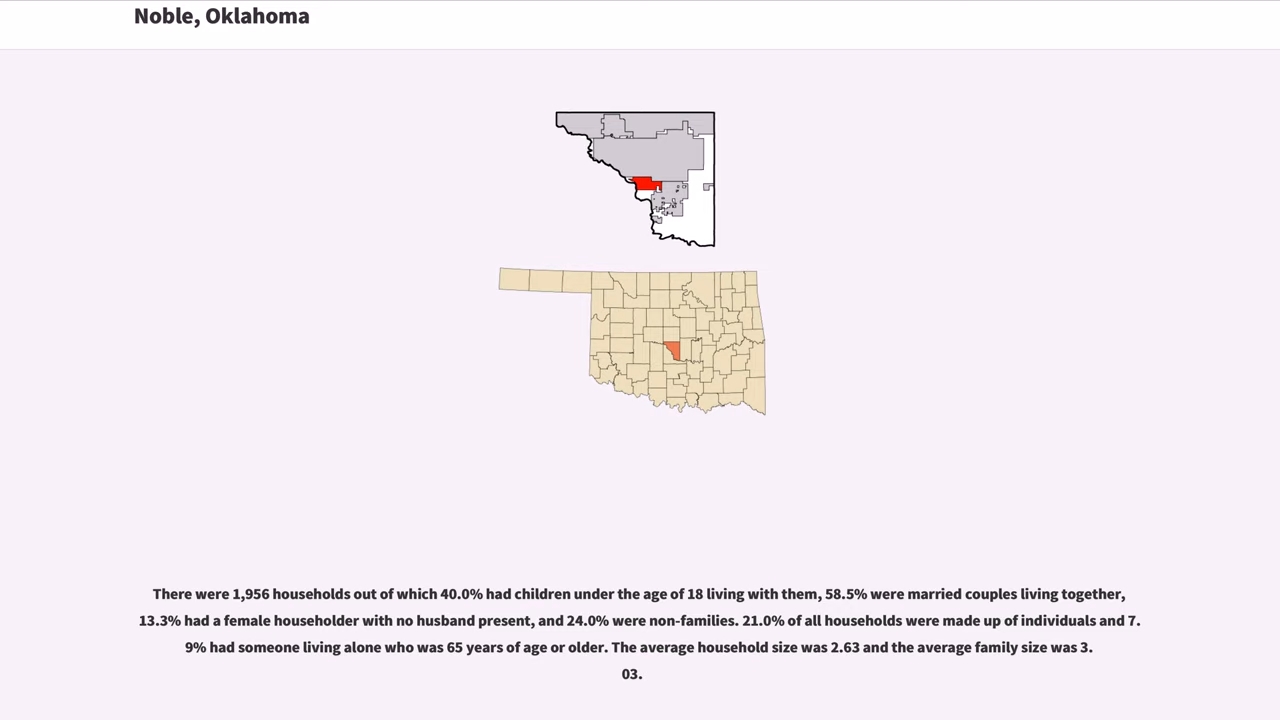 Noble, Oklahoma
There were 1,956 households out of which 40.0% had children under the age of 18 living with them, 58.5% were married couples living together,
13.3% had a female householder with no husband present, and 24.0% were non-families. 21.0% of all households were made up of individuals and 7.
9% had someone living alone who was 65 years of age or older. The average household size was 2.63 and the average family size was 3.
03.